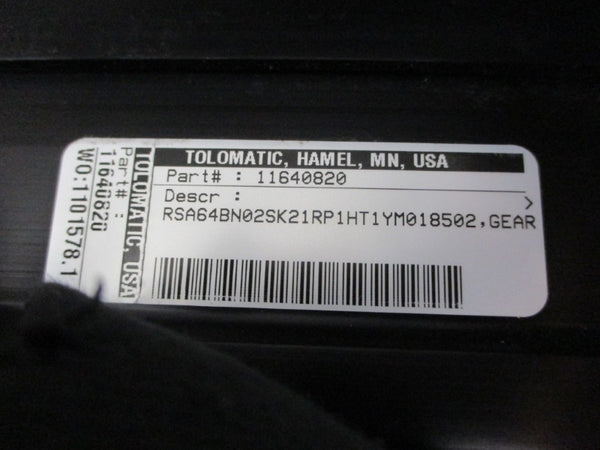 TOLOMATIC, HAMEL, MN, USA
Part# : 11640820
Descr :
>
RSA64BN02SK21RP1HT1YM018502,GEAR
TOLOMATIC, USA
Part# :
11640820
WO:1101578.1